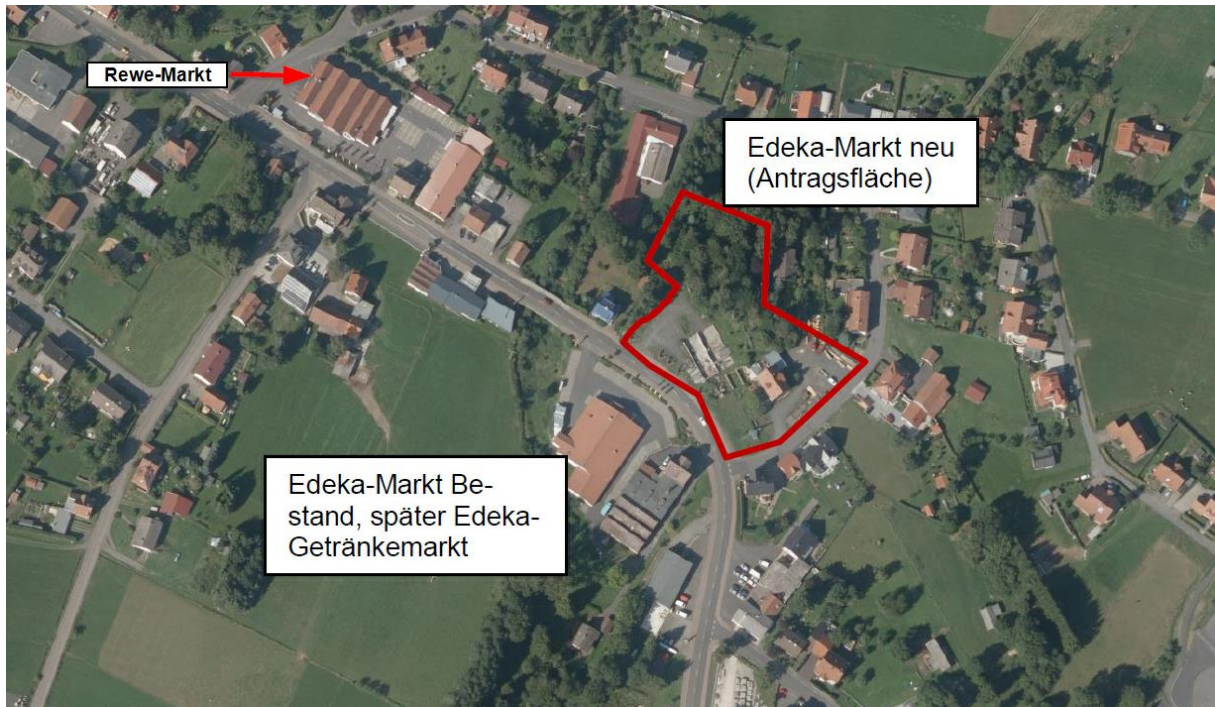 Rewe-Markt
Edeka-Markt neu
(Antragsfläche)
Edeka-Markt Be-
stand, später Edeka-
Getränkemarkt